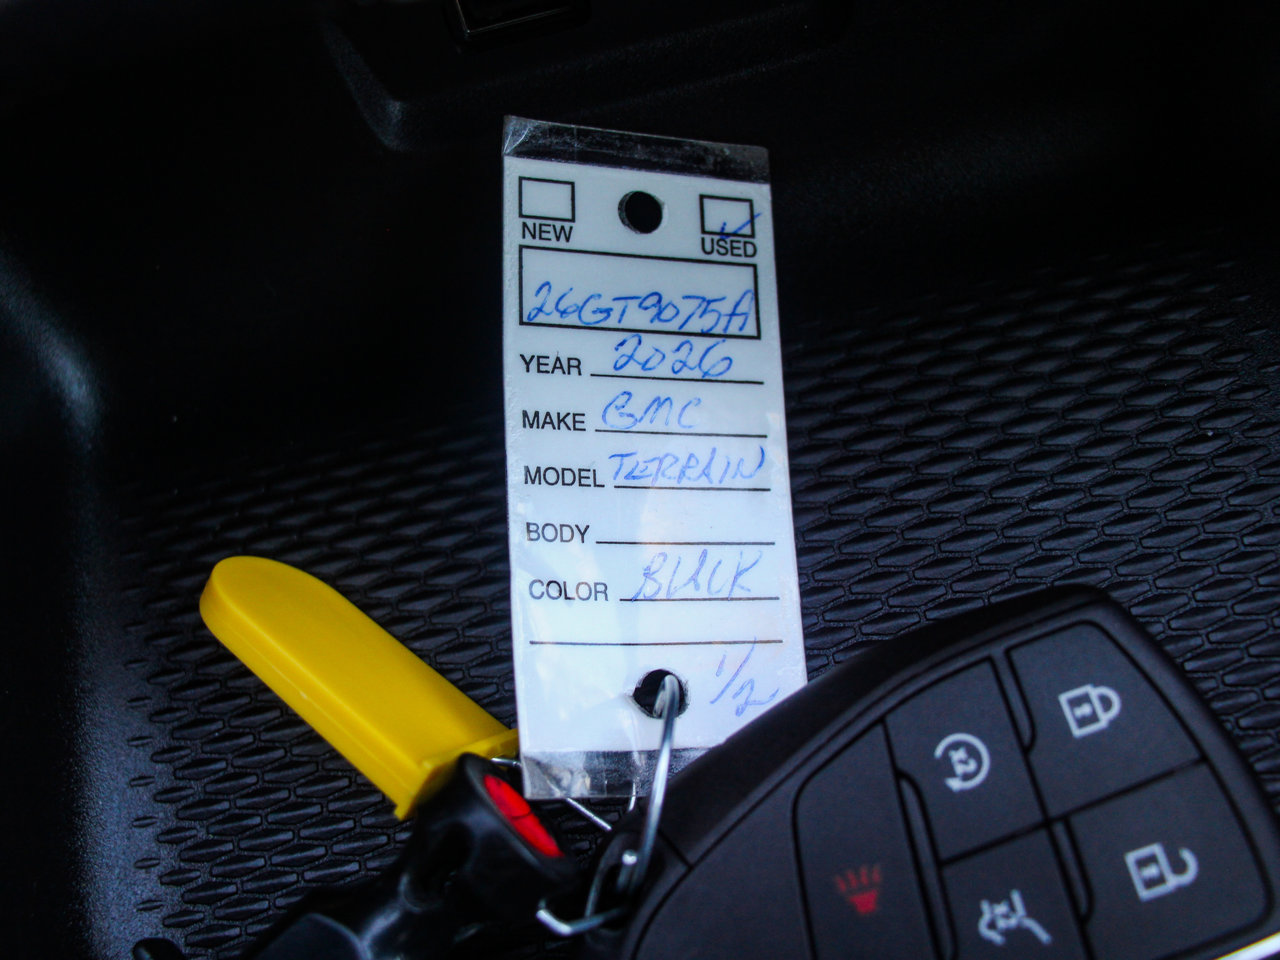 NEW USED
26GT9075A
YEAR 2026
MAKE GMC
MODEL TERRAIN
BODY
COLOR BLACK
1/2